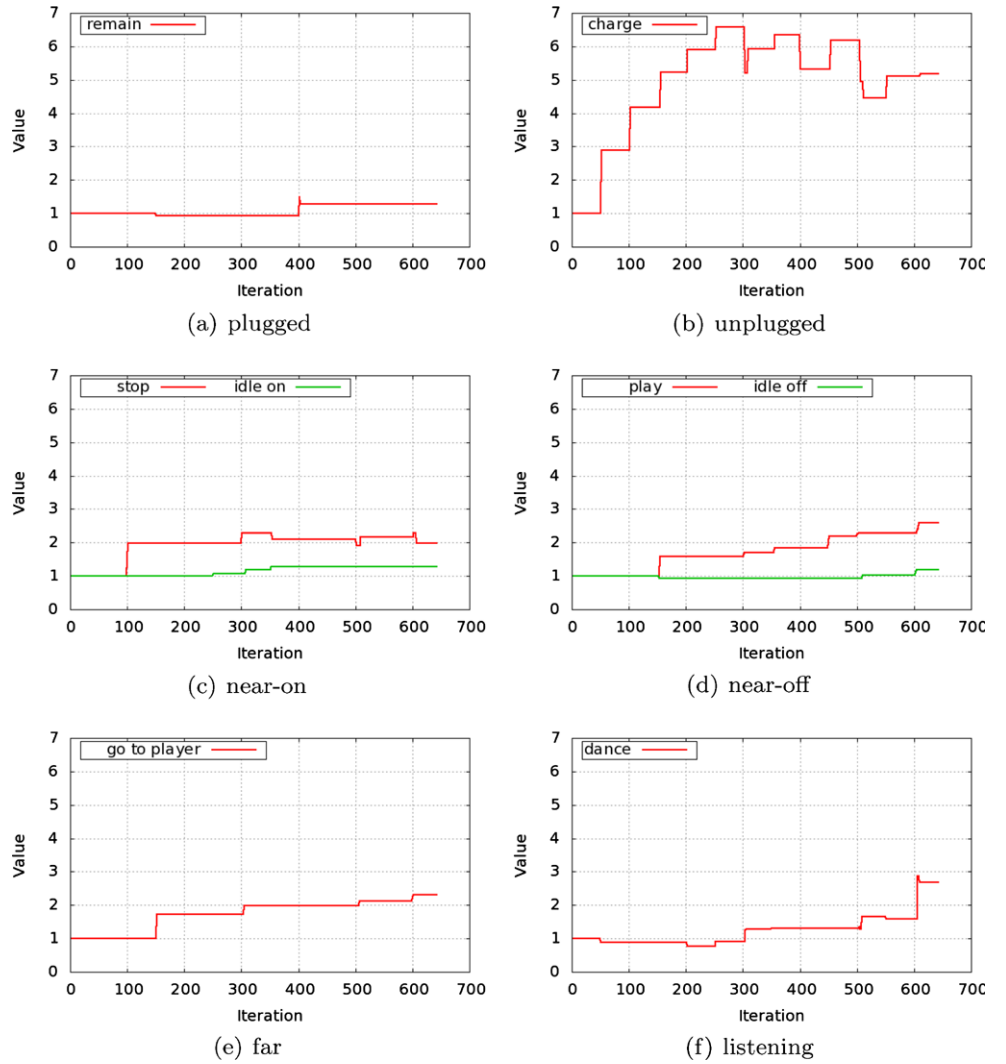 remain
charge
7
6
5
4
3
2
1
0
Value
0 100 200 300 400 500 600 700
Iteration
(a) plugged
7
6
5
4
3
2
1
0
Value
0 100 200 300 400 500 600 700
Iteration
(b) unplugged
stop idle on
7
6
5
4
3
2
1
0
Value
0 100 200 300 400 500 600 700
Iteration
(c) near-on
play idle off
7
6
5
4
3
2
1
0
Value
0 100 200 300 400 500 600 700
Iteration
(d) near-off
go to player
7
6
5
4
3
2
1
0
Value
0 100 200 300 400 500 600 700
Iteration
(e) far
dance
7
6
5
4
3
2
1
0
Value
0 100 200 300 400 500 600 700
Iteration
(f) listening